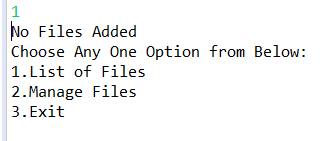 1
No Files Added
Choose Any One Option from Below:
1.List of Files
2.Manage Files
3.Exit